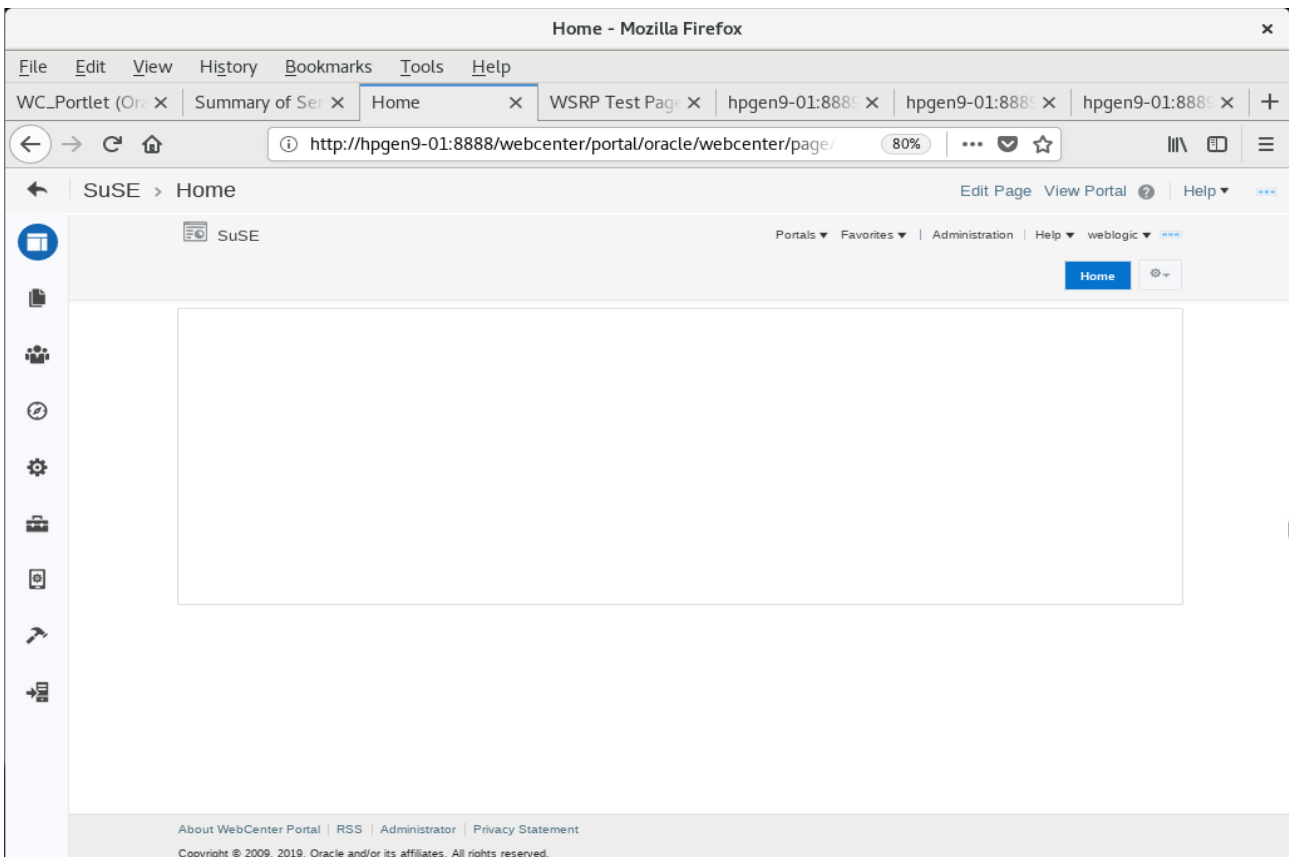 Home - Mozilla Firefox
File Edit View History Bookmarks Tools Help
WC_Portlet (Ora Summary of Ser Home WSRP Test Page hpgen9-01:8889 hpgen9-01:8889 hpgen9-01:8889
http://hpgen9-01:8888/webcenter/portal/oracle/webcenter/page/ 80%
SuSE > Home Edit Page View Portal Help
SuSE Portals Favorites | Administration | Help weblogic
Home
About WebCenter Portal | RSS | Administrator | Privacy Statement
Copyright © 2009, 2019, Oracle and/or its affiliates. All rights reserved.